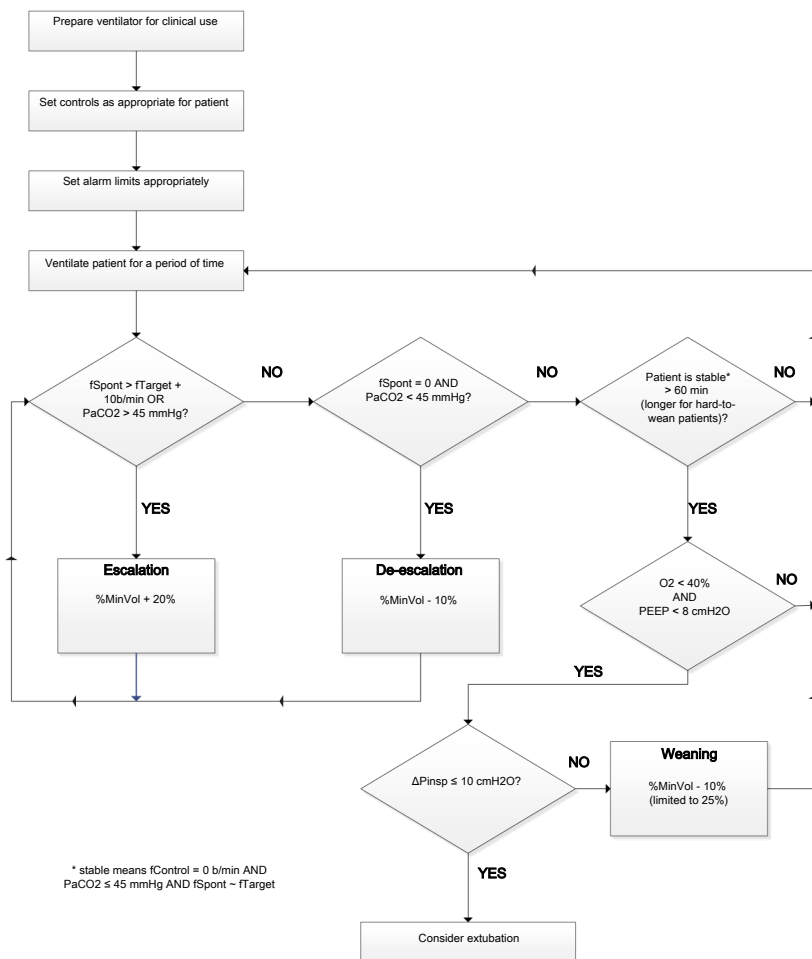 Prepare ventilator for clinical use
Set controls as appropriate for patient
Set alarm limits appropriately
Ventilate patient for a period of time
fSpont > fTarget +
10b/min OR
PaCO2 > 45 mmHg?
NO
fSpont = 0 AND
PaCO2 < 45 mmHg?
NO
Patient is stable*
> 60 min
(longer for hard-to-
wean patients)?
NO
YES
YES
YES
Escalation
%MinVol + 20%
De-escalation
%MinVol - 10%
O2 < 40%
AND
PEEP < 8 cmH2O
NO
YES
ΔPinsp ≤ 10 cmH2O?
NO
Weaning
%MinVol - 10%
(limited to 25%)
YES
* stable means fControl = 0 b/min AND
PaCO2 ≤ 45 mmHg AND fSpont ~ fTarget
Consider extubation